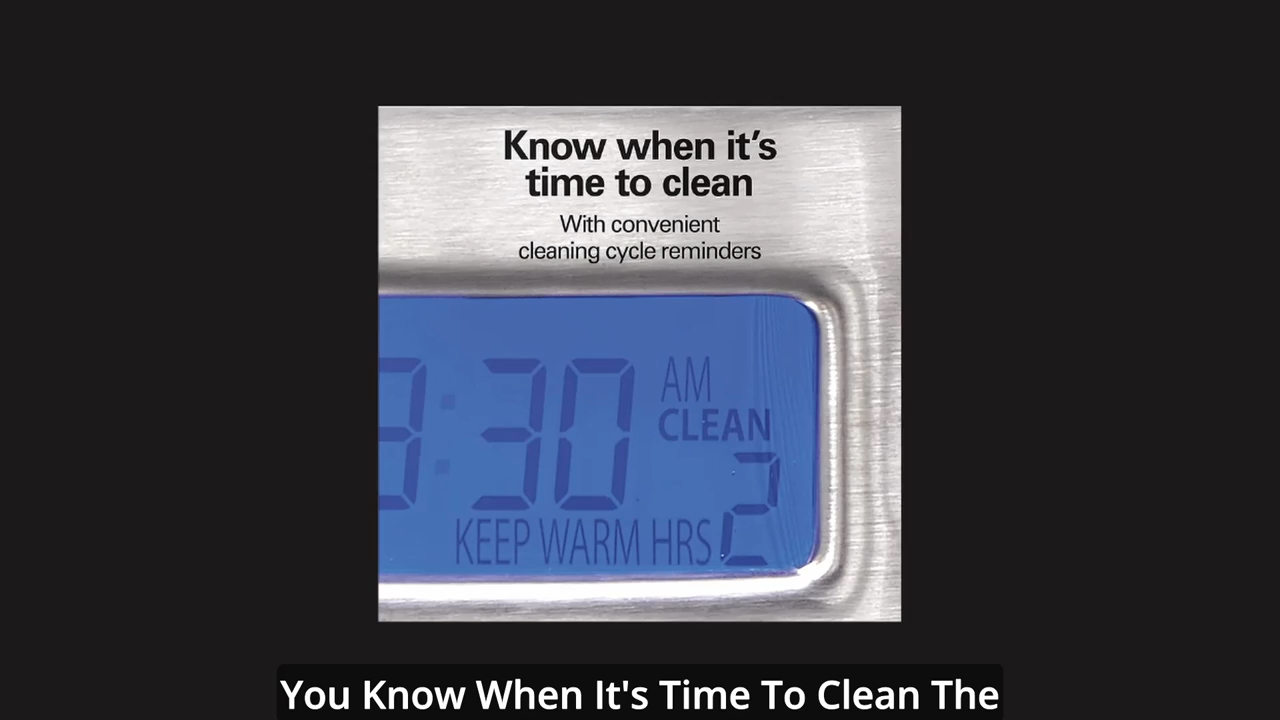 Know when it's
time to clean
With convenient
cleaning cycle reminders
:30 AM
CLEAN
KEEP WARM HRS 2
You Know When It's Time To Clean The